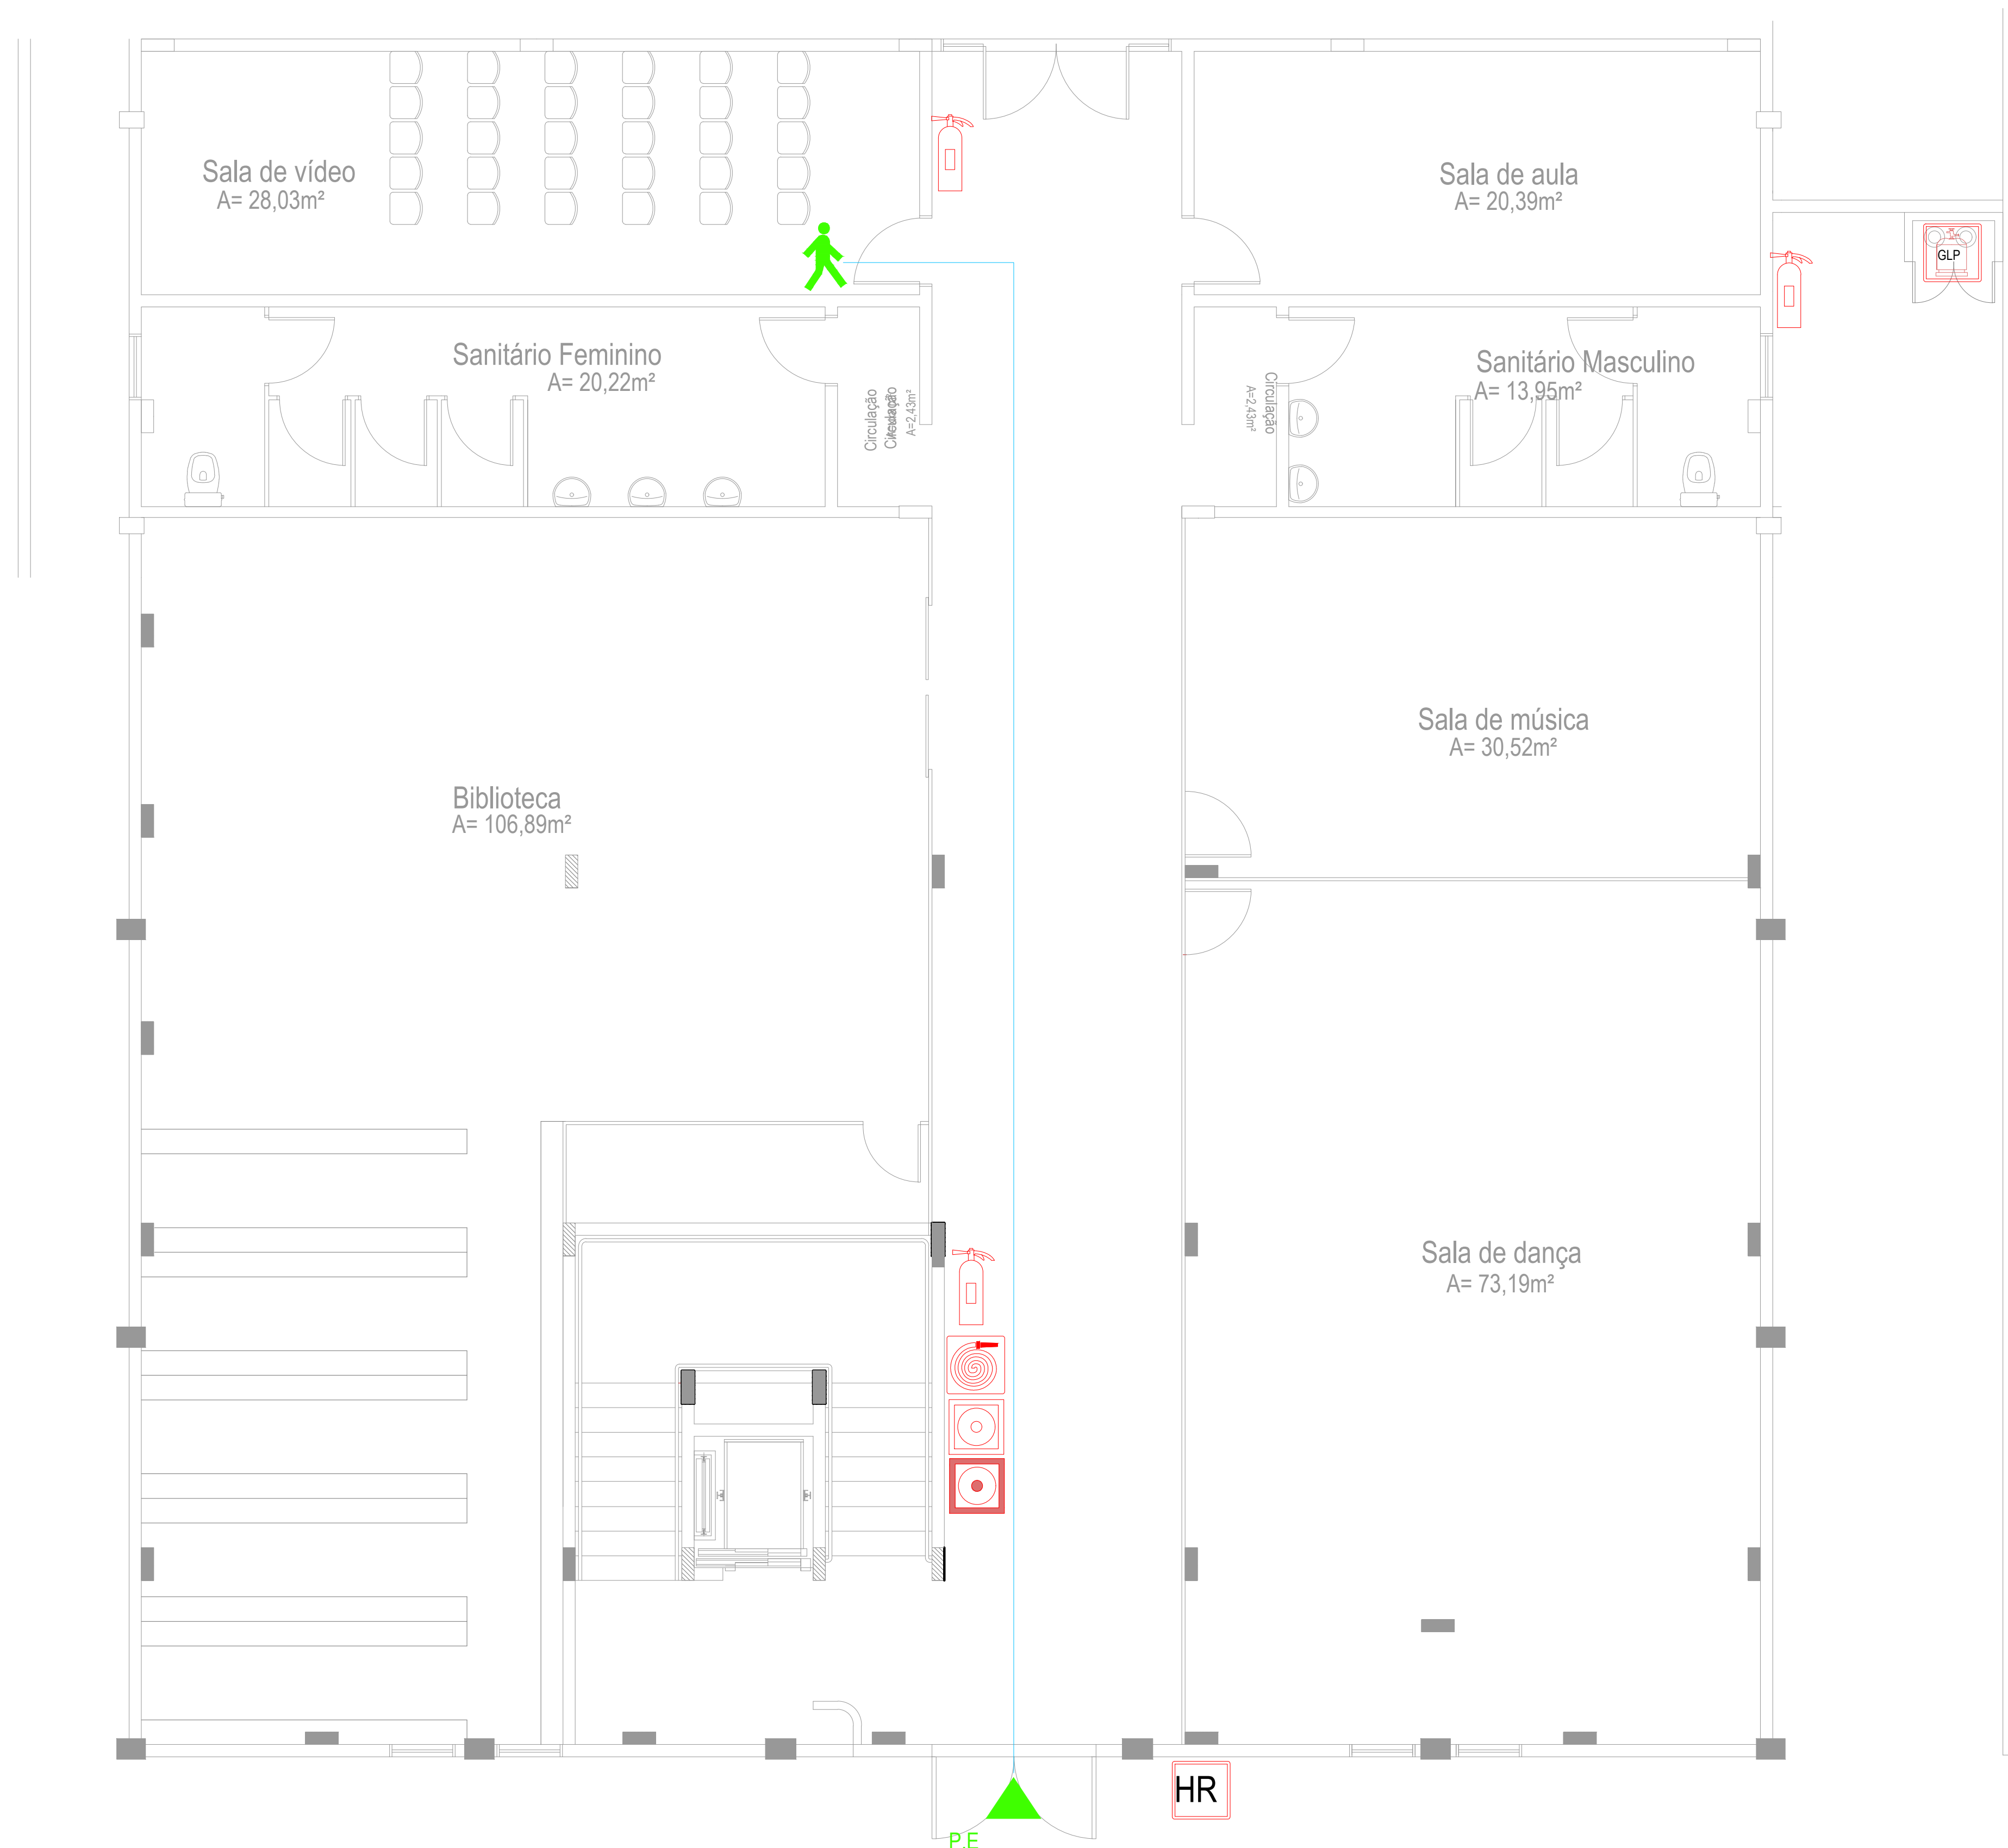 Sala de vídeo
A= 28,03m²
Sala de aula
A= 20,39m²
GLP
Sanitário Feminino
A= 20,22m²
Circulação
Circulação
A=2,43m²
Circulação
A=2,43m²
Sanitário Masculino
A= 13,95m²
Sala de música
A= 30,52m²
Biblioteca
A= 106,89m²
Sala de dança
A= 73,19m²
HR
P.E